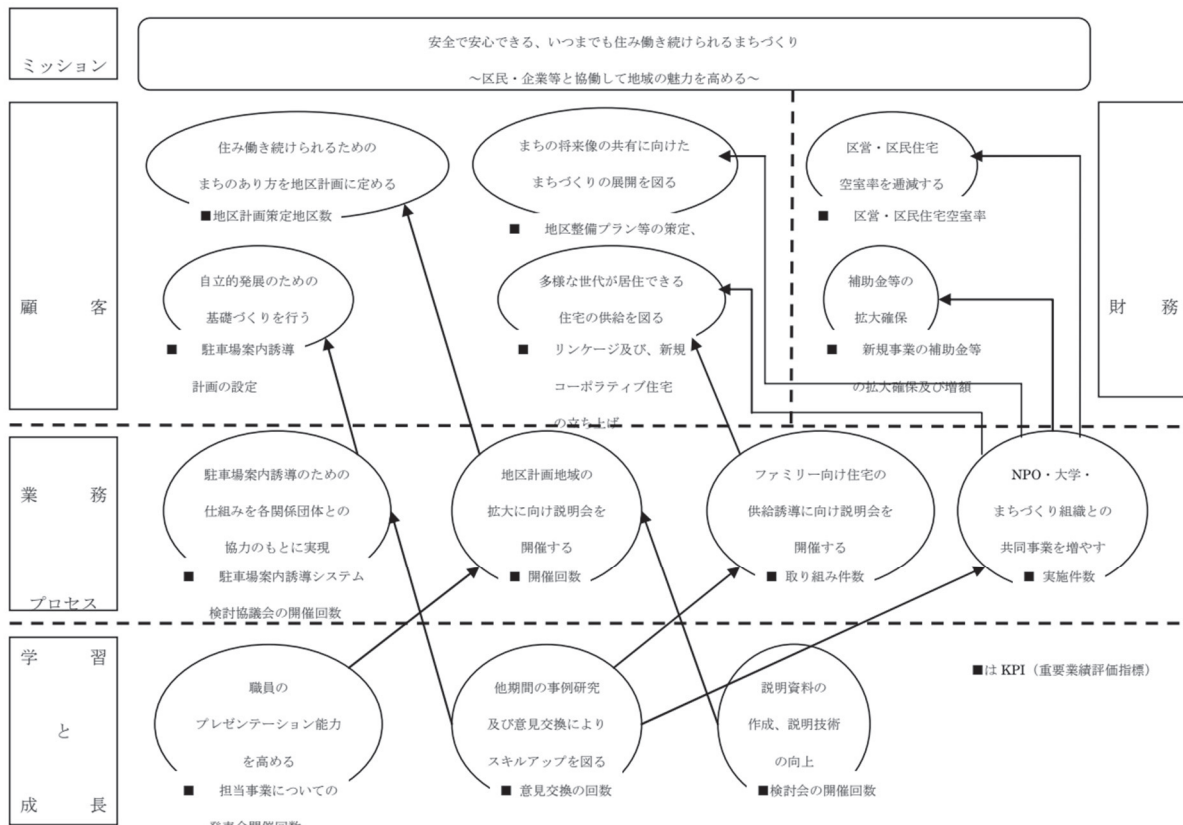 ミッション
安全で安心できる、いつまでも住み働き続けられるまちづくり
～区民・企業等と協働して地域の魅力を高める～
顧 客
住み働き続けられるための
まちのあり方を地区計画に定める
■地区計画策定地区数
まちの将来像の共有に向けた
まちづくりの展開を図る
■ 地区整備プラン等の策定、
区営・区民住宅
空室率を逓減する
■ 区営・区民住宅空室率
自立的発展のための
基礎づくりを行う
■ 駐車場案内誘導
計画の設定
多様な世代が居住できる
住宅の供給を図る
■ リンケージ及び、新規
コーポラティブ住宅
の立ち上げ
補助金等の
拡大確保
■ 新規事業の補助金等
の拡大確保及び増額
財 務
業 務
プロセス
駐車場案内誘導のための
仕組みを各関係団体との
協力のもとに実現
■ 駐車場案内誘導システム
検討協議会の開催回数
地区計画地域の
拡大に向け説明会を
開催する
■ 開催回数
ファミリー向け住宅の
供給誘導に向け説明会を
開催する
■ 取り組み件数
NPO・大学・
まちづくり組織との
共同事業を増やす
■ 実施件数
学 習
と
成 長
職員の
プレゼンテーション能力
を高める
■ 担当事業についての
発表会開催回数
他期間の事例研究
及び意見交換により
スキルアップを図る
■ 意見交換の回数
説明資料の
作成、説明技術
の向上
■検討会の開催回数
■は KPI（重要業績評価指標）